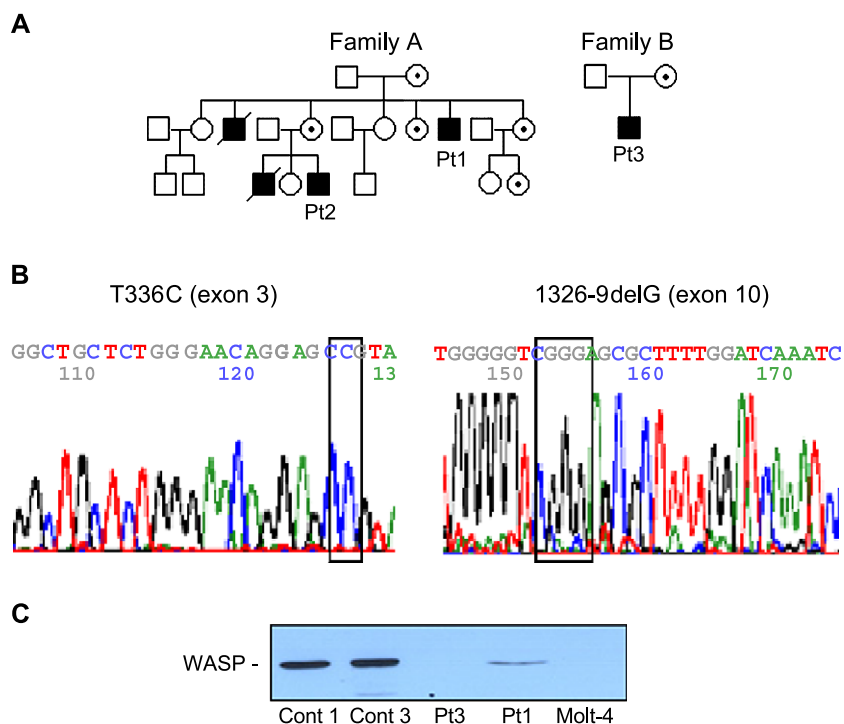 A
Family A
Family B
Pt1
Pt3
Pt2
B
T336C (exon 3)
1326-9delG (exon 10)
GGCTGCTCTGGGAACAGGAGCCGTA
TGGGGGTCGGGAGCGCTTTTGGATCAAATC
110 120 13
150 160 170
C
WASP -
Cont 1 Cont 3 Pt3 Pt1 Molt-4